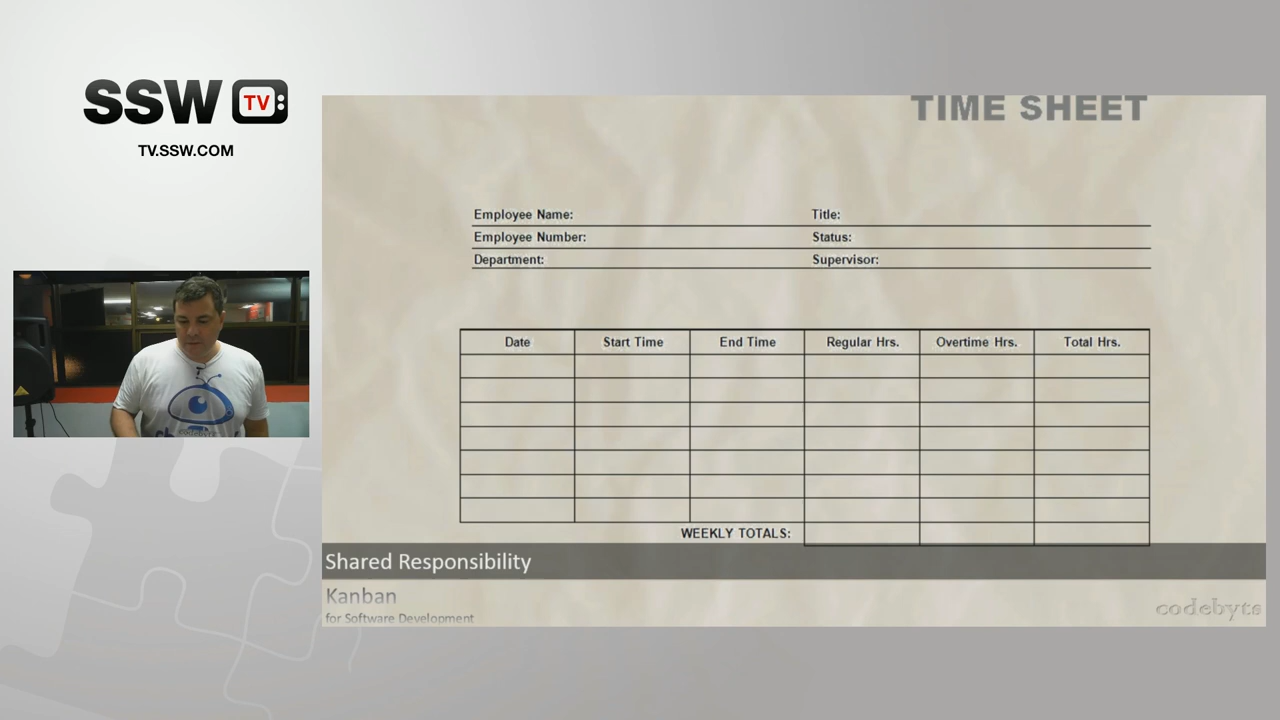 SSW TV
TV.SSW.COM
TIME SHEET
Employee Name: Title:
Employee Number: Status:
Department: Supervisor:
Date Start Time End Time Regular Hrs. Overtime Hrs. Total Hrs.
WEEKLY TOTALS:
Shared Responsibility
Kanban
for Software Development
codebyts